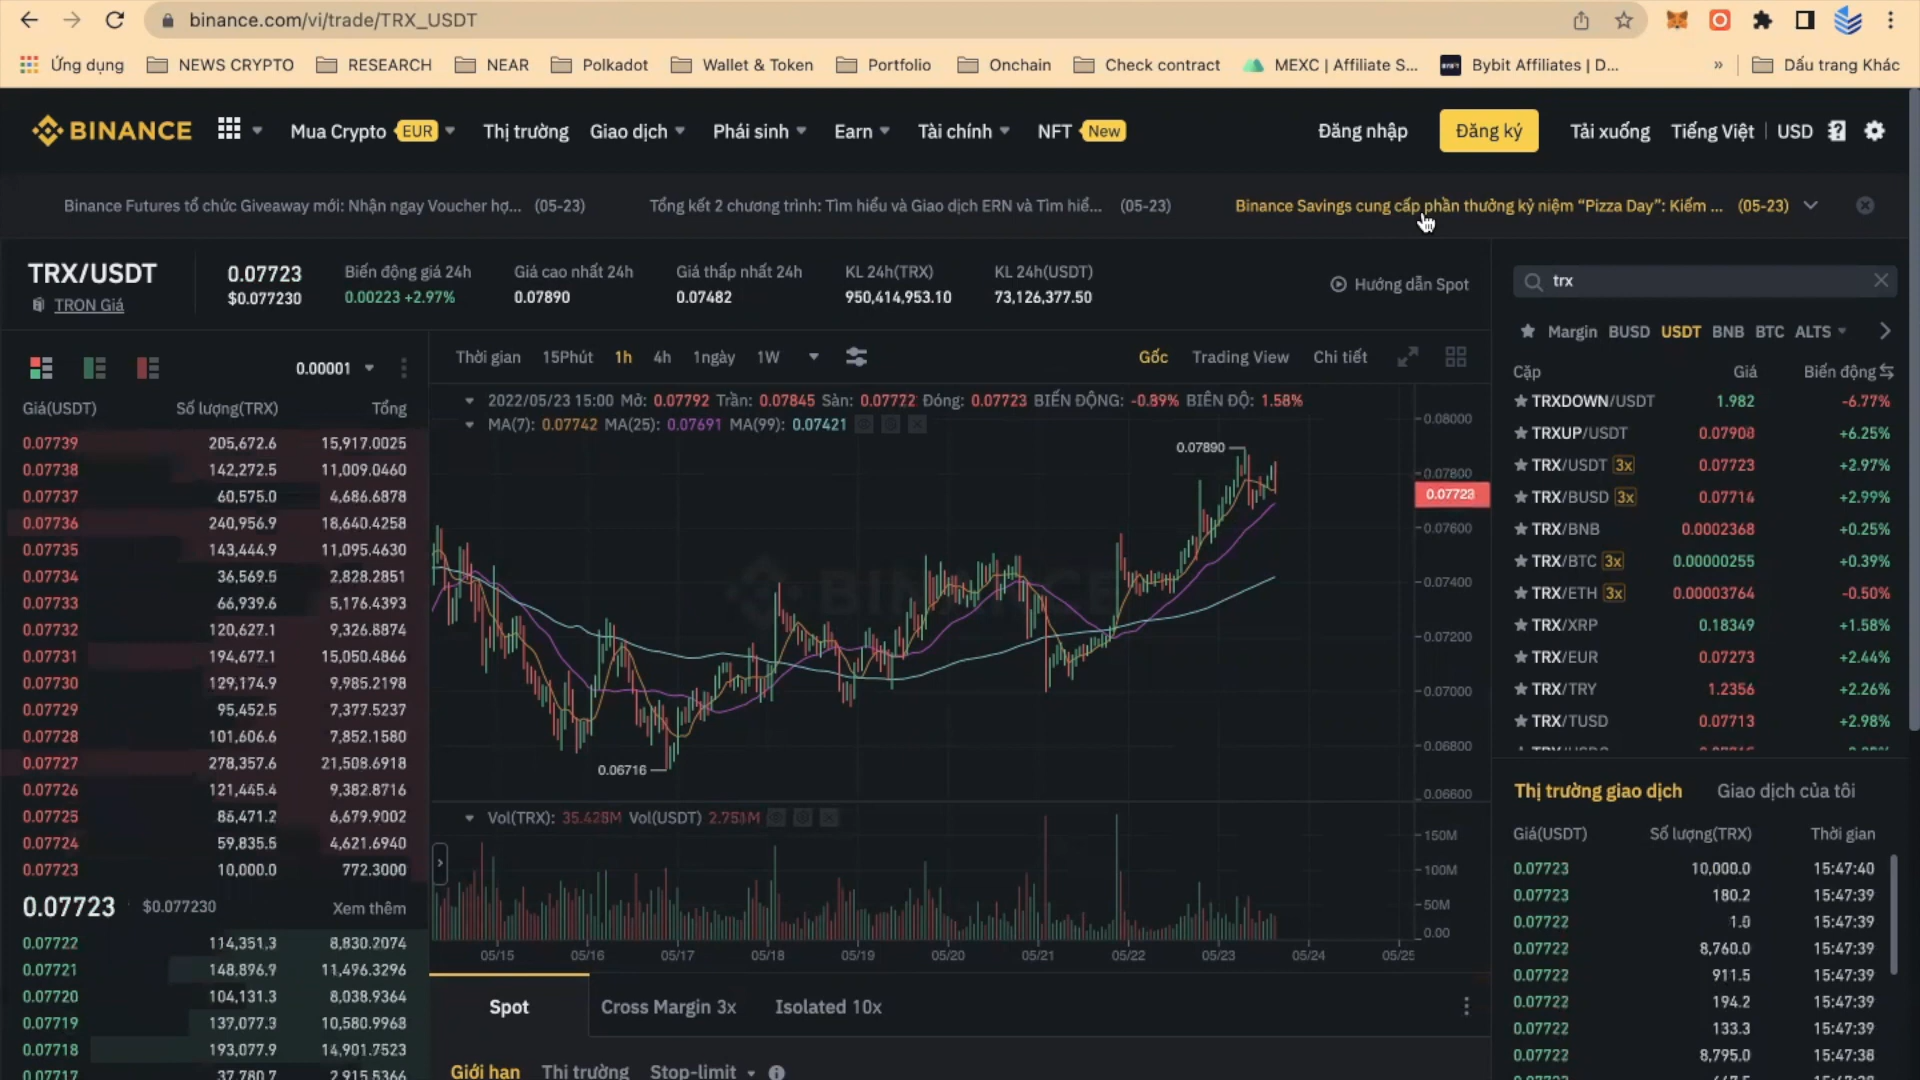 binance.com/vi/trade/TRX_USDT
Ứng dụng NEWS CRYPTO RESEARCH NEAR Polkadot Wallet & Token Portfolio Onchain Check contract MEXC | Affiliate S... Bybit Affiliates | D... » Dấu trang Khác
BINANCE Mua Crypto EUR Thị trường Giao dịch Phái sinh Earn Tài chính NFT New Đăng nhập Đăng ký Tải xuống Tiếng Việt USD
Binance Futures tổ chức Giveaway mới: Nhận ngay Voucher hợ... (05-23) Tổng kết 2 chương trình: Tìm hiểu và Giao dịch ERN và Tìm hiể... (05-23) Binance Savings cung cấp phần thưởng kỷ niệm “Pizza Day”: Kiếm ... (05-23)
TRX/USDT
TRON Giá
0.07723
$0.077230
Biến động giá 24h
0.00223 +2.97%
Giá cao nhất 24h
0.07890
Giá thấp nhất 24h
0.07482
KL 24h(TRX)
950,414,953.10
KL 24h(USDT)
73,126,377.50
Hướng dẫn Spot
0.00001
Giá(USDT) Số lượng(TRX) Tổng
0.07739 205,672.6 15,917.0025
0.07738 142,272.5 11,009.0460
0.07737 60,575.0 4,686.6878
0.07736 240,956.9 18,640.4258
0.07735 143,444.9 11,095.4630
0.07734 36,569.5 2,828.2851
0.07733 66,939.6 5,176.4393
0.07732 120,627.1 9,326.8874
0.07731 194,677.1 15,050.4866
0.07730 129,174.9 9,985.2198
0.07729 95,452.5 7,377.5237
0.07728 101,606.6 7,852.1580
0.07727 278,357.6 21,508.6918
0.07726 121,445.4 9,382.8716
0.07725 86,471.2 6,679.9002
0.07724 59,835.5 4,621.6940
0.07723 10,000.0 772.3000
0.07723 $0.077230 Xem thêm
0.07722 114,351.3 8,830.2074
0.07721 148,896.9 11,496.3296
0.07720 104,131.3 8,038.9364
0.07719 137,077.3 10,580.9968
0.07718 193,077.9 14,901.7523
0.07717 37,780.7 2,915.5366
Thời gian 15Phút 1h 4h 1ngày 1W Gốc Trading View Chi tiết
2022/05/23 15:00 Mở: 0.07792 Trần: 0.07845 Sàn: 0.07722 Đóng: 0.07723 BIẾN ĐỘNG: -0.89% BIÊN ĐỘ: 1.58%
MA(7): 0.07742 MA(25): 0.07691 MA(99): 0.07421
0.08000
0.07890
0.07800
0.07723
0.07600
0.07400
BINANCE
0.07200
0.07000
0.06800
0.06716
0.06600
Vol(TRX): 35.428M Vol(USDT) 2.751M
150M
100M
50M
0.00
05/15 05/16 05/17 05/18 05/19 05/20 05/21 05/22 05/23 05/24 05/25
Spot Cross Margin 3x Isolated 10x
Giới hạn Thị trường Stop-limit
trx
Margin BUSD USDT BNB BTC ALTS
Cặp Giá Biến động
TRXDOWN/USDT 1.982 -6.77%
TRXUP/USDT 0.07908 +6.25%
TRX/USDT 3x 0.07723 +2.97%
TRX/BUSD 3x 0.07714 +2.99%
TRX/BNB 0.0002368 +0.25%
TRX/BTC 3x 0.00000255 +0.39%
TRX/ETH 3x 0.00003764 -0.50%
TRX/XRP 0.18349 +1.58%
TRX/EUR 0.07273 +2.44%
TRX/TRY 1.2356 +2.26%
TRX/TUSD 0.07713 +2.98%
Thị trường giao dịch Giao dịch của tôi
Giá(USDT) Số lượng(TRX) Thời gian
0.07723 10,000.0 15:47:40
0.07723 180.2 15:47:39
0.07722 1.0 15:47:39
0.07722 8,760.0 15:47:39
0.07722 911.5 15:47:39
0.07722 194.2 15:47:39
0.07722 133.3 15:47:39
0.07722 8,795.0 15:47:38